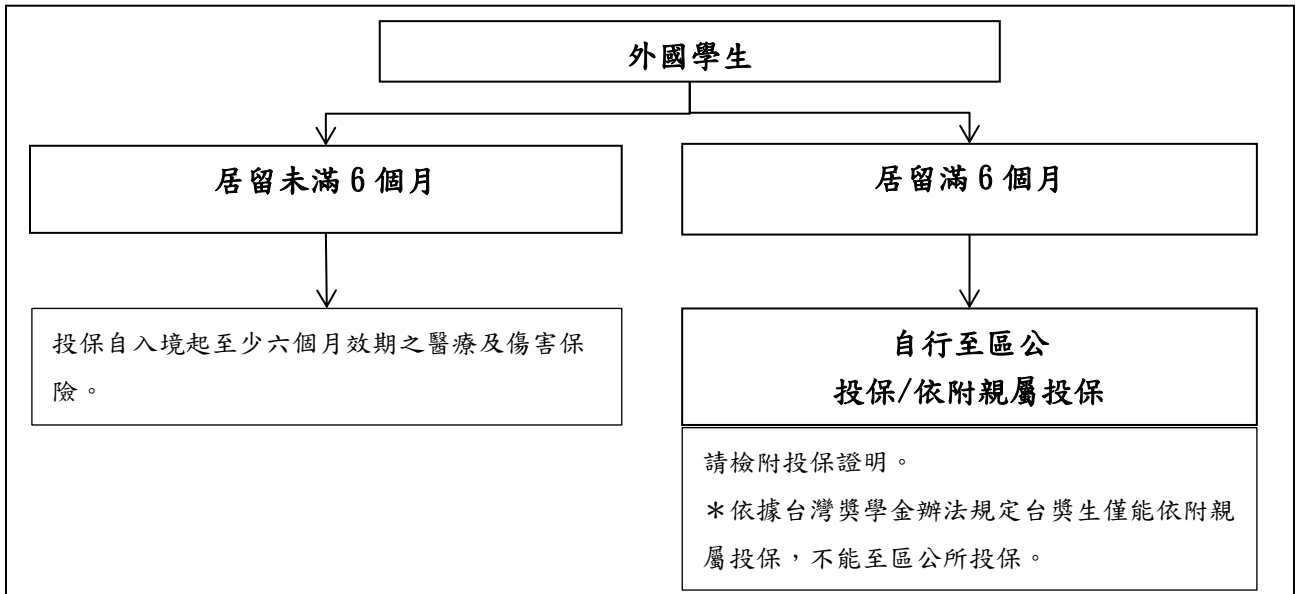 外國學生
居留未滿 6 個月
居留滿 6 個月
投保自入境起至少六個月效期之醫療及傷害保
險。
自行至區公
投保/依附親屬投保
請檢附投保證明。
＊依據台灣獎學金辦法規定台獎生僅能依附親
屬投保，不能至區公所投保。